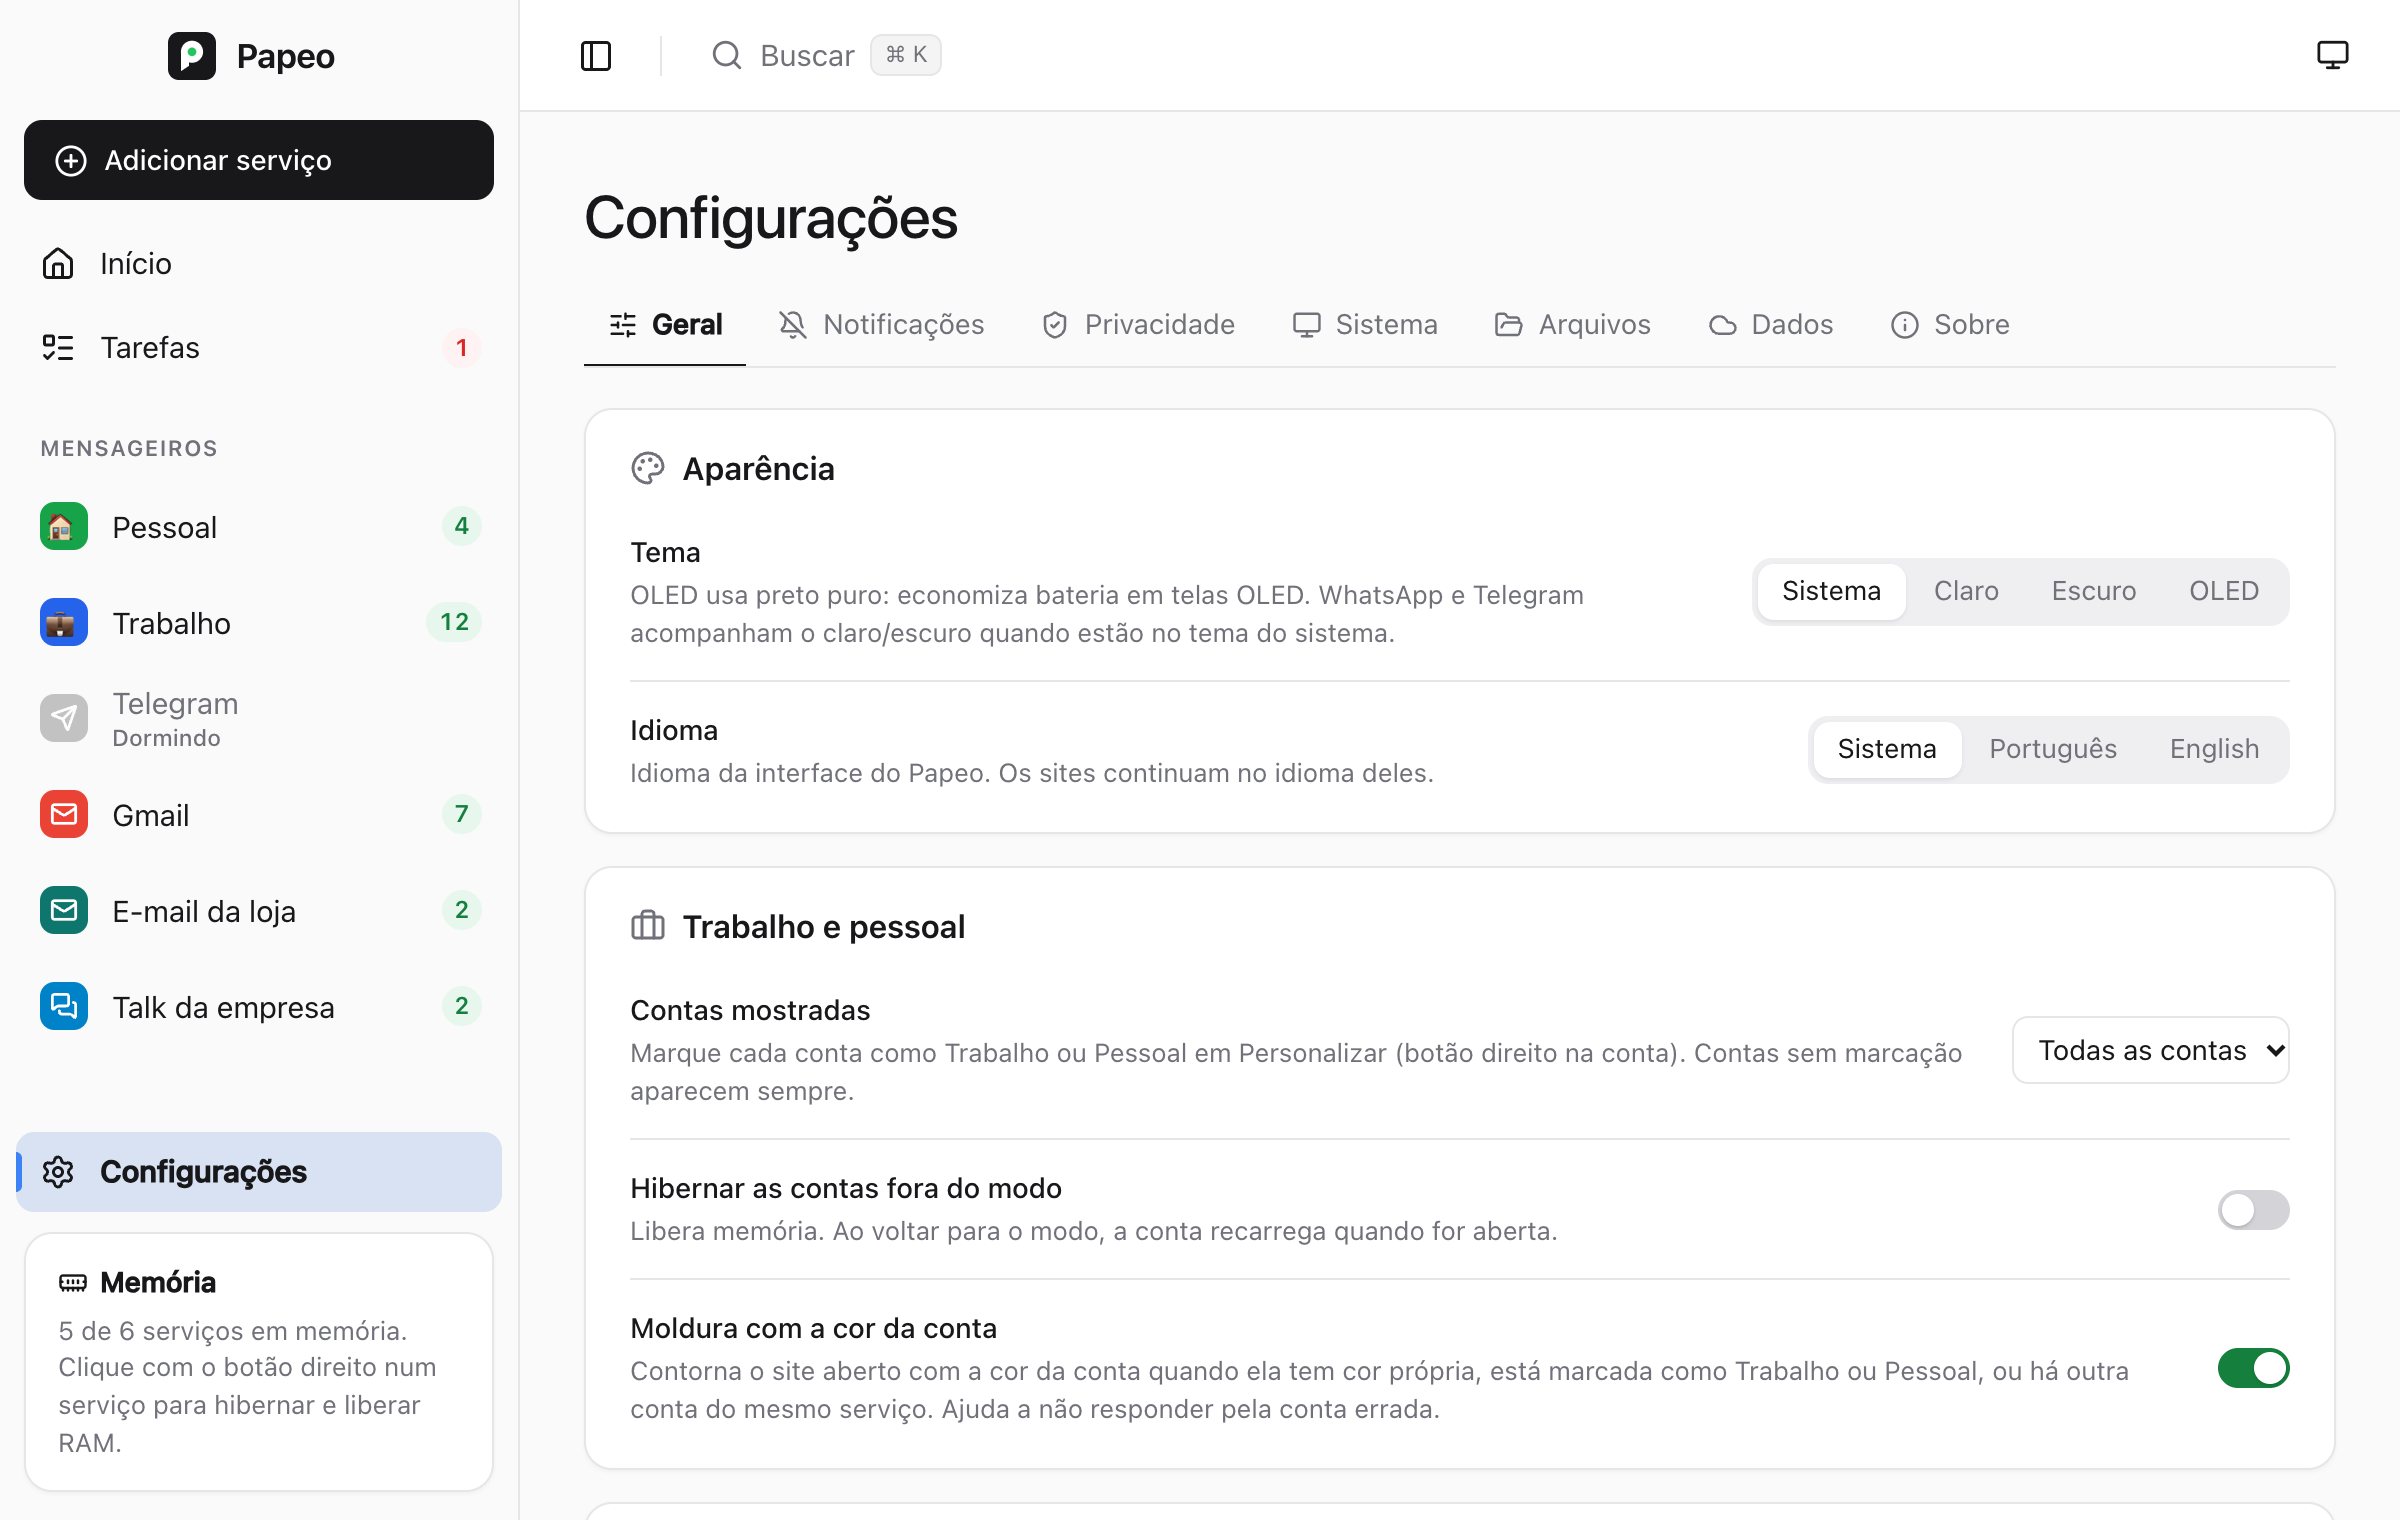 Papeo
Adicionar serviço
Início
Tarefas 1
MENSAGEIROS
Pessoal 4
Trabalho 12
Telegram
Dormindo
Gmail 7
E-mail da loja 2
Talk da empresa 2
Configurações
Memória
5 de 6 serviços em memória.
Clique com o botão direito num
serviço para hibernar e liberar
RAM.
Buscar ⌘ K
Configurações
Geral Notificações Privacidade Sistema Arquivos Dados Sobre
Aparência
Tema
OLED usa preto puro: economiza bateria em telas OLED. WhatsApp e Telegram
acompanham o claro/escuro quando estão no tema do sistema.
Sistema Claro Escuro OLED
Idioma
Idioma da interface do Papeo. Os sites continuam no idioma deles.
Sistema Português English
Trabalho e pessoal
Contas mostradas
Marque cada conta como Trabalho ou Pessoal em Personalizar (botão direito na conta). Contas sem marcação
aparecem sempre.
Todas as contas
Hibernar as contas fora do modo
Libera memória. Ao voltar para o modo, a conta recarrega quando for aberta.
Moldura com a cor da conta
Contorna o site aberto com a cor da conta quando ela tem cor própria, está marcada como Trabalho ou Pessoal, ou há outra
conta do mesmo serviço. Ajuda a não responder pela conta errada.